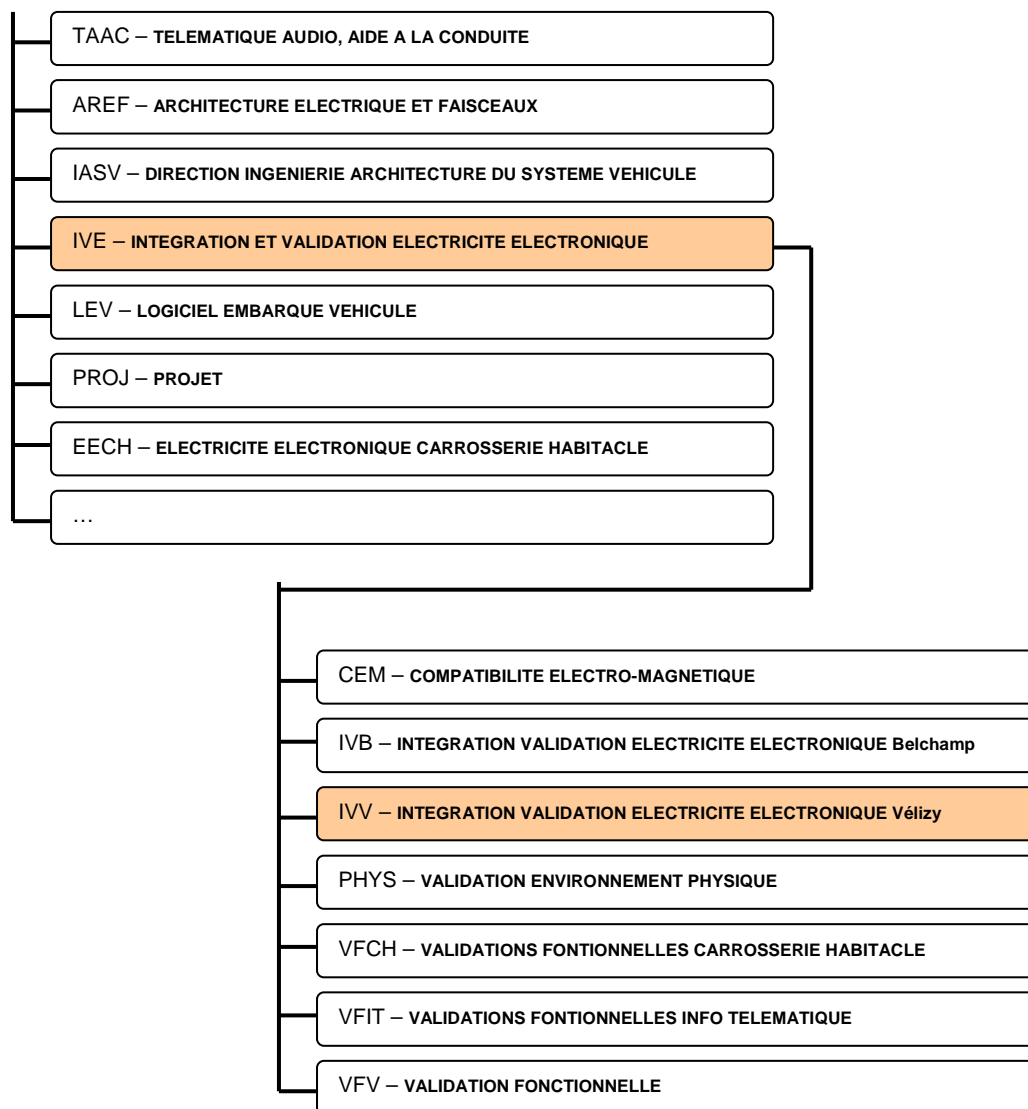 TAAC – TELEMATIQUE AUDIO, AIDE A LA CONDUITE
AREF – ARCHITECTURE ELECTRIQUE ET FAISCEAUX
IASV – DIRECTION INGENIERIE ARCHITECTURE DU SYSTEME VEHICULE
IVE – INTEGRATION ET VALIDATION ELECTRICITE ELECTRONIQUE
LEV – LOGICIEL EMBARQUE VEHICULE
PROJ – PROJET
EECH – ELECTRICITE ELECTRONIQUE CARROSSERIE HABITACLE
…
CEM – COMPATIBILITE ELECTRO-MAGNETIQUE
IVB – INTEGRATION VALIDATION ELECTRICITE ELECTRONIQUE Belchamp
IVV – INTEGRATION VALIDATION ELECTRICITE ELECTRONIQUE Vélizy
PHYS – VALIDATION ENVIRONNEMENT PHYSIQUE
VFCH – VALIDATIONS FONTIONNELLES CARROSSERIE HABITACLE
VFIT – VALIDATIONS FONTIONNELLES INFO TELEMATIQUE
VFV – VALIDATION FONCTIONNELLE